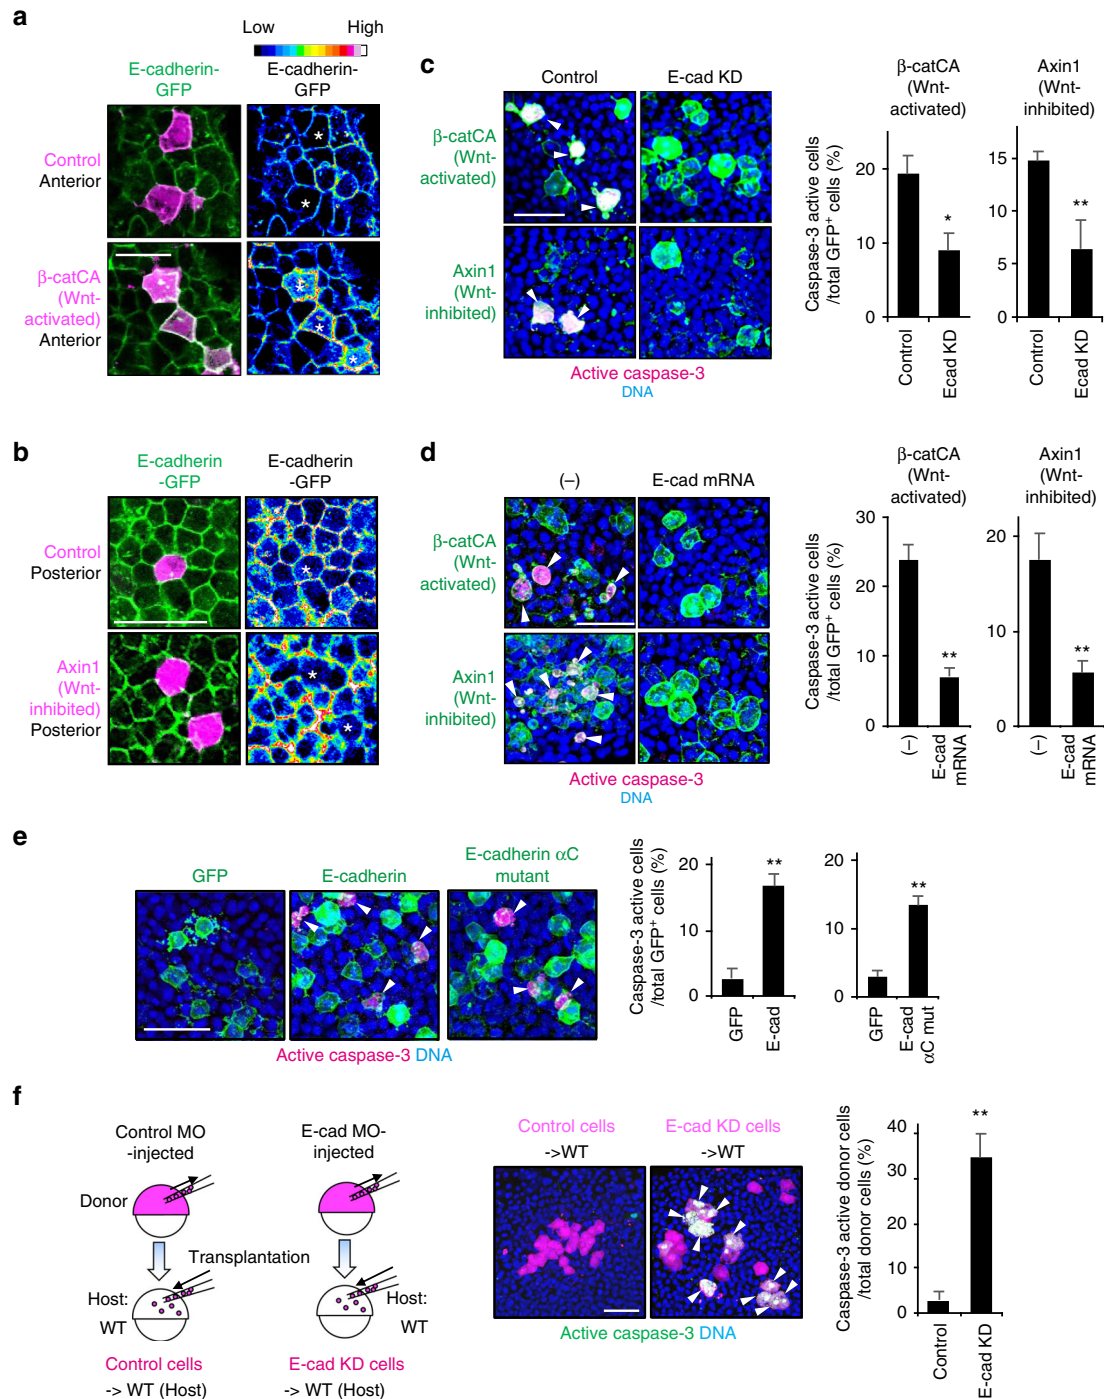 a
Low High
E-cadherin-
GFP
E-cadherin-
GFP
Control
Anterior
β-catCA
(Wnt-
activated)
Anterior
*
*
*
*
*
b
E-cadherin
-GFP
E-cadherin
-GFP
Control
Posterior
Axin1
(Wnt-
inhibited)
Posterior
*
*
*
c
Control
E-cad KD
β-catCA
(Wnt-
activated)
Axin1
(Wnt-
inhibited)
Active caspase-3
DNA
β-catCA
(Wnt-
activated)
Caspase-3 active cells
/total GFP+ cells (%)
20
10
0
*
Control
Ecad KD
Axin1
(Wnt-
inhibited)
15
10
5
0
**
Control
Ecad KD
d
(–)
E-cad mRNA
β-catCA
(Wnt-
activated)
Axin1
(Wnt-
inhibited)
Active caspase-3
DNA
β-catCA
(Wnt-
activated)
Caspase-3 active cells
/total GFP+ cells (%)
30
20
10
0
**
(–)
E-cad
mRNA
Axin1
(Wnt-
inhibited)
20
10
0
**
(–)
E-cad
mRNA
e
GFP
E-cadherin
E-cadherin αC
mutant
Active caspase-3 DNA
Caspase-3 active cells
/total GFP+ cells (%)
20
10
0
**
GFP
E-cad
20
10
0
**
GFP
E-cad
αC mut
f
Control MO
-injected
E-cad MO-
injected
Donor
Transplantation
Host:
WT
Host:
WT
Control cells
-> WT (Host)
E-cad KD cells
-> WT (Host)
Control cells
->WT
E-cad KD cells
->WT
Active caspase-3 DNA
Caspase-3 active donor cells
/total donor cells (%)
40
30
20
10
0
**
Control
E-cad KD